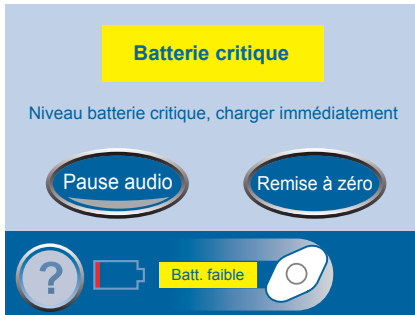 Batterie critique
Niveau batterie critique, charger immédiatement
Pause audio
Remise à zéro
?
Batt. faible